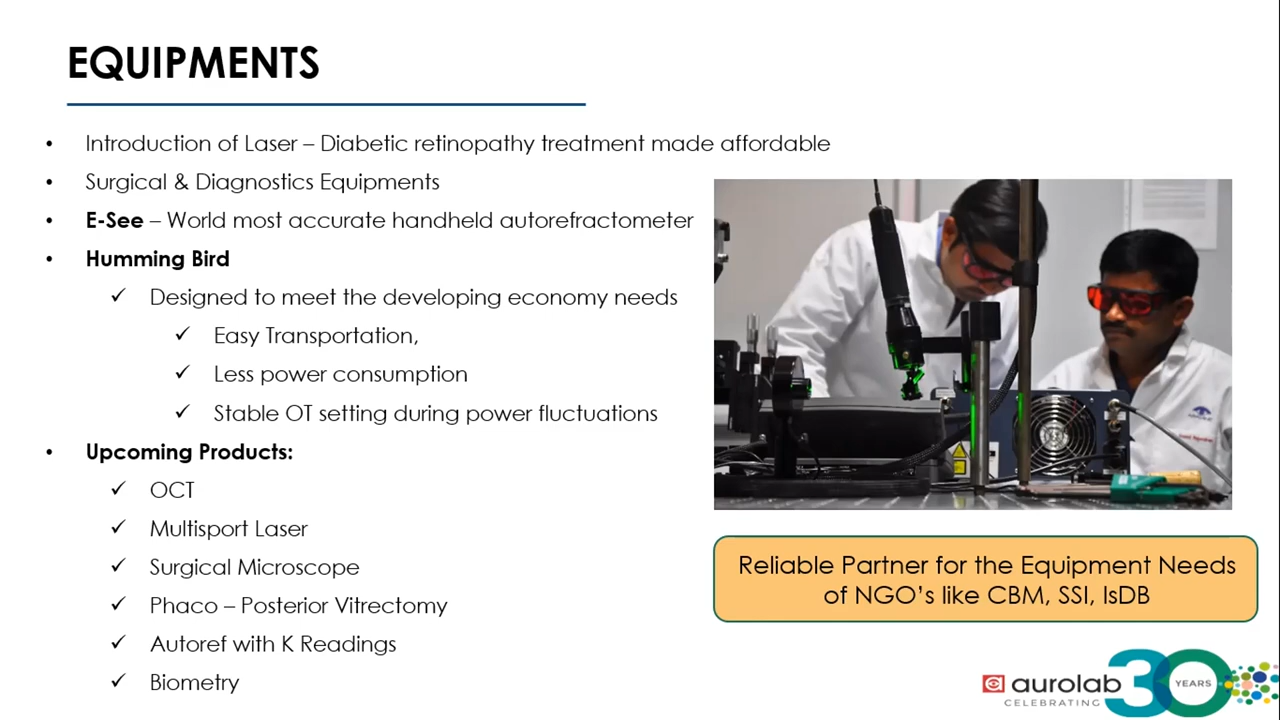 EQUIPMENTS
• Introduction of Laser – Diabetic retinopathy treatment made affordable
• Surgical & Diagnostics Equipments
• E-See – World most accurate handheld autorefractometer
• Humming Bird
✓ Designed to meet the developing economy needs
✓ Easy Transportation,
✓ Less power consumption
✓ Stable OT setting during power fluctuations
• Upcoming Products:
✓ OCT
✓ Multisport Laser
✓ Surgical Microscope
✓ Phaco – Posterior Vitrectomy
✓ Autoref with K Readings
✓ Biometry
Reliable Partner for the Equipment Needs
of NGO's like CBM, SSI, IsDB
aurolab 30 YEARS
CELEBRATING